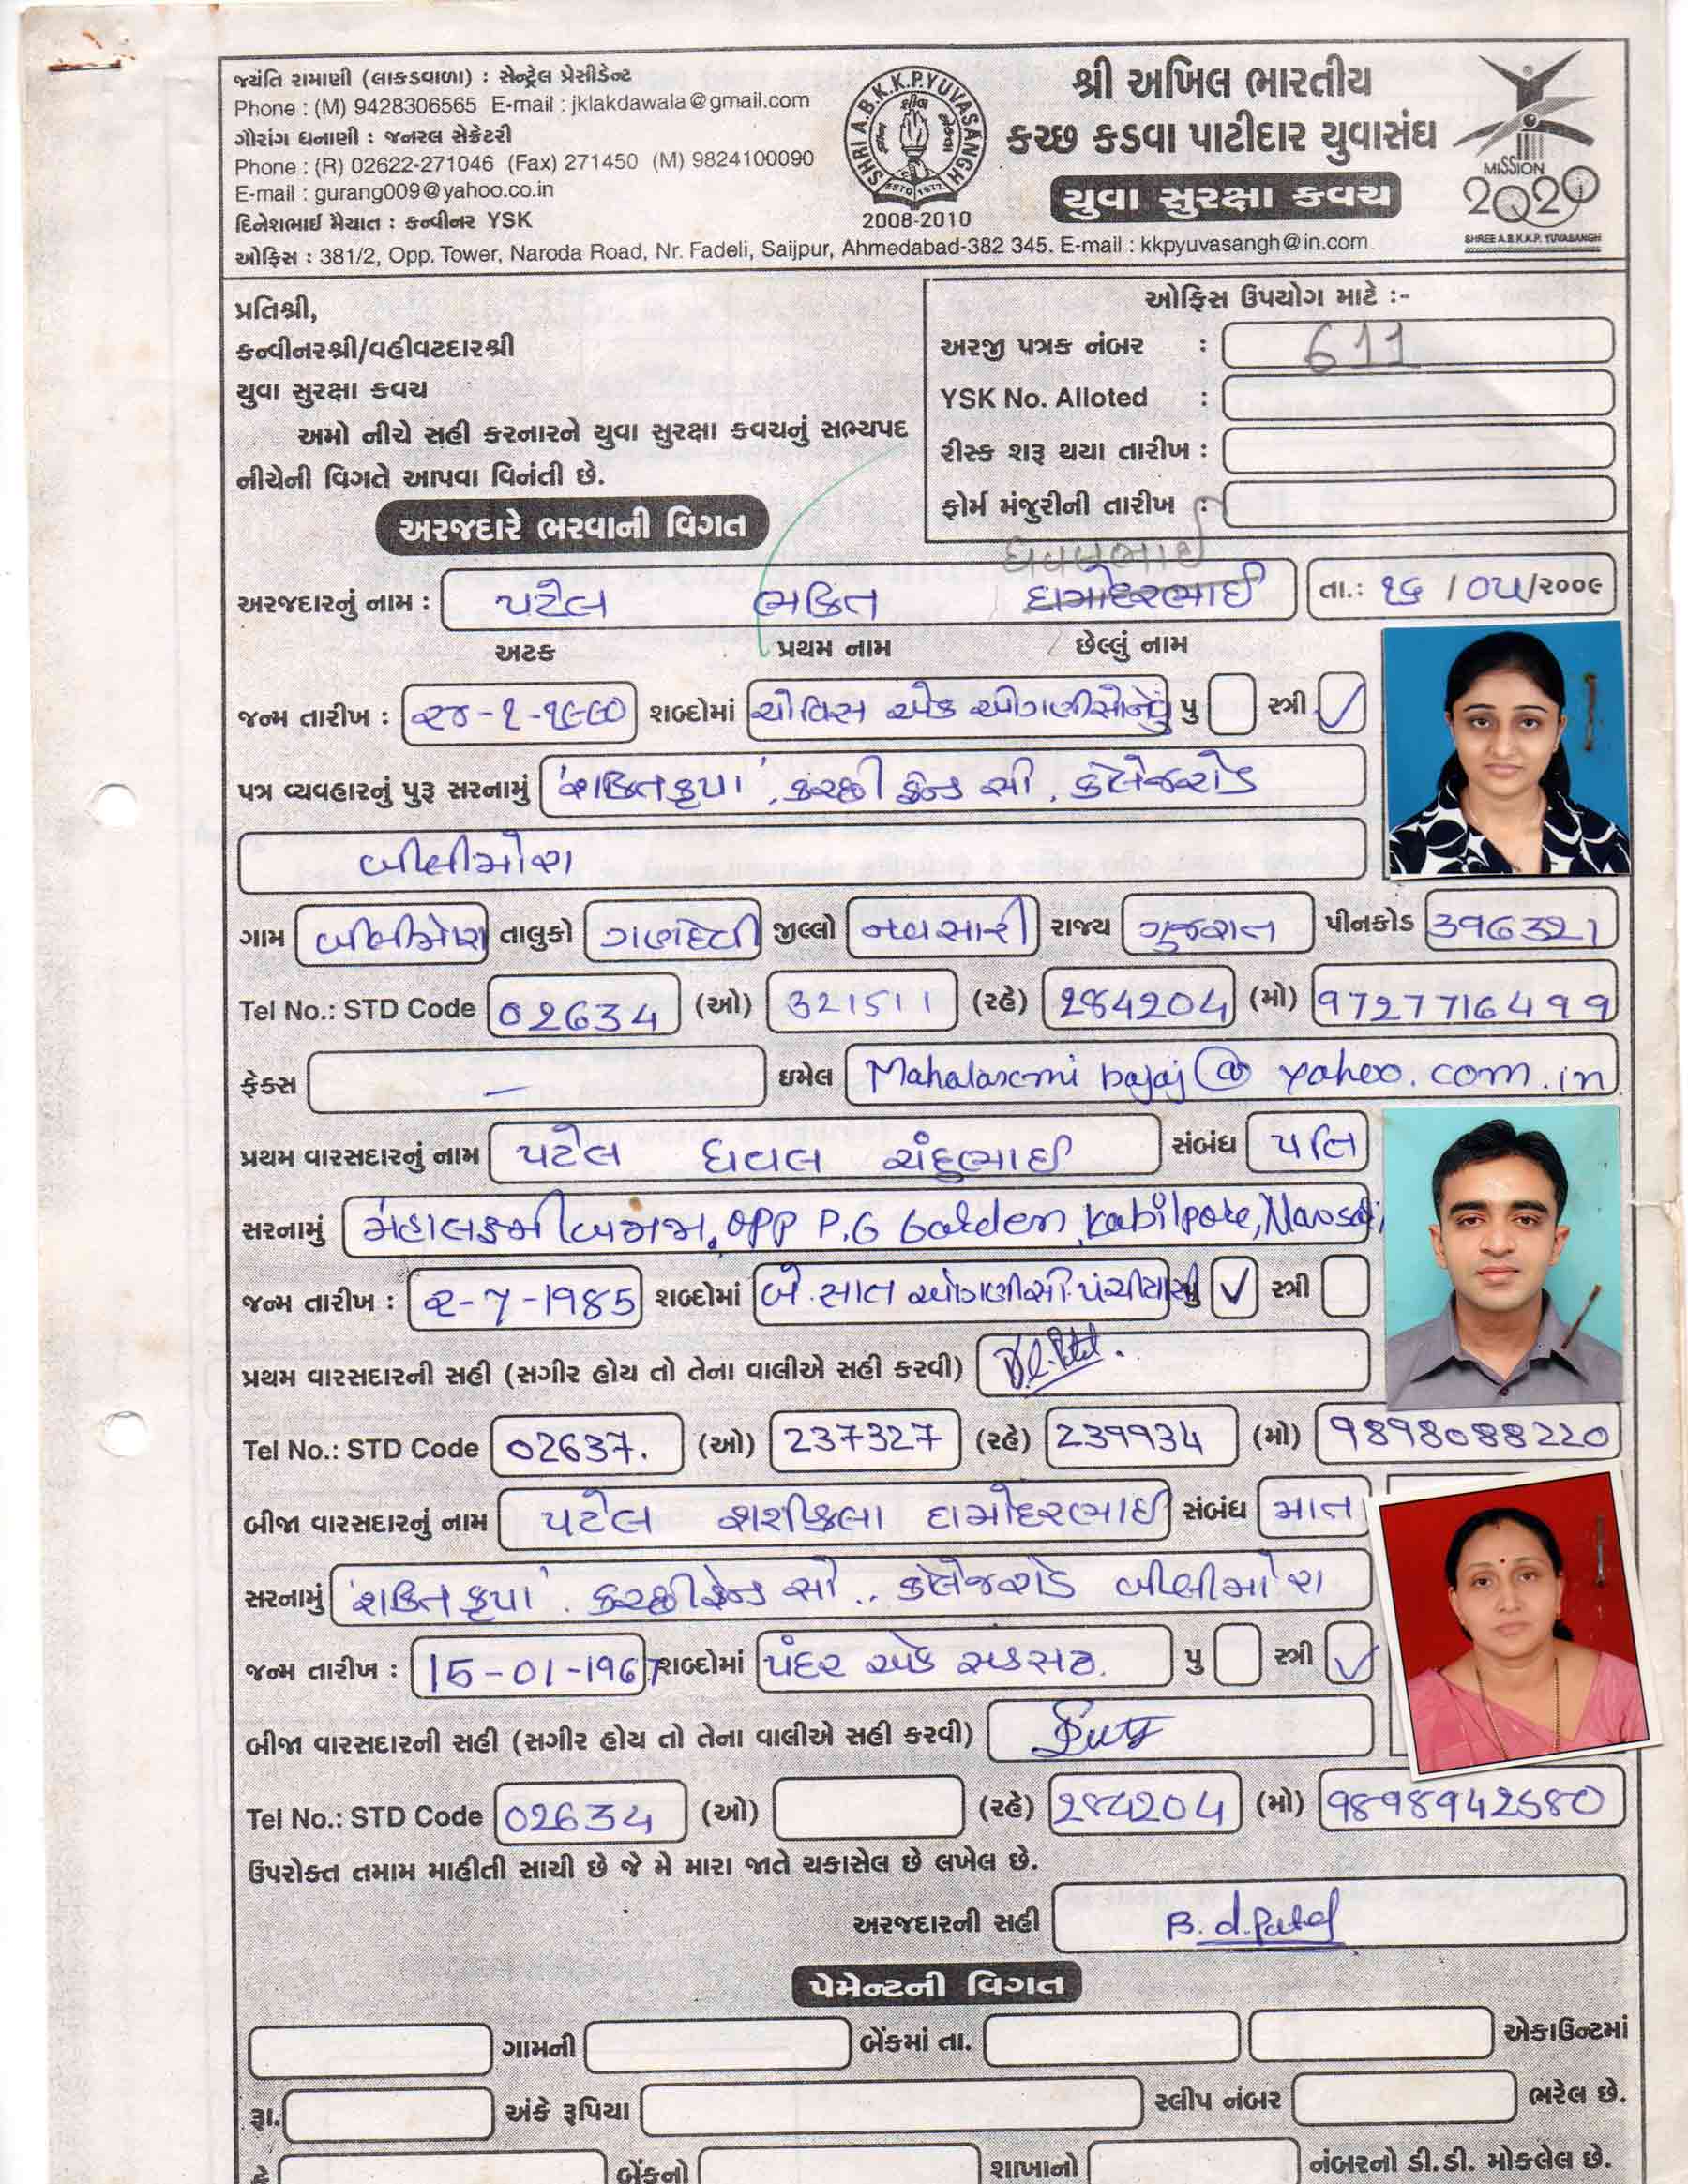 જયંતિ રામાણી (લાકડાવાળા) : સેન્ટ્રેલ પ્રેસીડેન્ટ
Phone : (M) 9428306565 E-mail : jklakdawala@gmail.com
ગૌરાંગ ધનાણી : જનરલ સેક્રેટરી
Phone : (R) 02622-271046 (Fax) 271450 (M) 9824100090
E-mail : gurang009@yahoo.co.in
દિનેશભાઈ મૈયાત : કન્વીનર YSK
SHRI A.B.K.K.P.YUVASANGH
ESTD 1977
2008-2010
શ્રી અખિલ ભારતીય
કચ્છ કડવા પાટીદાર યુવાસંઘ
યુવા સુરક્ષા કવચ
MISSION
2020
SHREE A.B.K.K.P. YUVASANGH
ઓફિસ : 381/2, Opp. Tower, Naroda Road, Nr. Fadeli, Saijpur, Ahmedabad-382 345. E-mail : kkpyuvasangh@in.com.
પ્રતિશ્રી,
કન્વીનરશ્રી/વહીવટદારશ્રી
યુવા સુરક્ષા કવચ
અમો નીચે સહી કરનારને યુવા સુરક્ષા કવચનું સભ્યપદ
નીચેની વિગતે આપવા વિનંતી છે.
ઓફિસ ઉપયોગ માટે :-
અરજી પત્રક નંબર : 611
YSK No. Alloted :
રીસ્ક શરૂ થયા તારીખ :
ફોર્મ મંજુરીની તારીખ :
અરજદારે ભરવાની વિગત
ધવલભાઈ
અરજદારનું નામ : પટેલ ભકિત દામોદરભાઈ તા.: ૧૬ / ૦૫/૨૦૦૯
અટક પ્રથમ નામ છેલ્લું નામ
જન્મ તારીખ : ૨૪-૧-૧૯૯૦ શબ્દોમાં ચોવિસ એક ઓગણીસોનેવું પુ સ્ત્રી ✓
પત્ર વ્યવહારનું પુરૂ સરનામું 'શકિતકૃપા', કચ્છી ફ્રેન્ડ સો, કોલેજરોડ
બીલીમોરા
ગામ બીલીમોરા તાલુકો ગણદેવી જીલ્લો નવસારી રાજ્ય ગુજરાત પીનકોડ 396321
Tel No.: STD Code 02634 (ઓ) 321511 (રહે) 284204 (મો) 9727716499
ફેક્સ — ઇમેલ Mahalaxmi bajaj @ yahoo.com.in
પ્રથમ વારસદારનું નામ પટેલ ધવલ ચંદુભાઈ સંબંધ પતિ
સરનામું મહાલક્ષ્મી બજાજ, opp P.G Garden, Kabilpore, Navsari
જન્મ તારીખ : ૨-૭-1985 શબ્દોમાં બે સાત ઓગણીસો પંચીયાસી પુ ✓ સ્ત્રી
પ્રથમ વારસદારની સહી (સગીર હોય તો તેના વાલીએ સહી કરવી)
Tel No.: STD Code 02637. (ઓ) 237327 (રહે) 239934 (મો) 9898088220
બીજા વારસદારનું નામ પટેલ શશીકલા દામોદરભાઈ સંબંધ માતા
સરનામું 'શકિતકૃપા' કચ્છી ફ્રેન્ડ સો.. કોલેજરોડ બીલીમોરા
જન્મ તારીખ : 15-01-1967 શબ્દોમાં પંદર એક સડસઠ. પુ સ્ત્રી ✓
બીજા વારસદારની સહી (સગીર હોય તો તેના વાલીએ સહી કરવી)
Tel No.: STD Code 02634 (ઓ) (રહે) 284204 (મો) 9898942580
ઉપરોક્ત તમામ માહીતી સાચી છે જે મે મારા જાતે ચકાસેલ છે લખેલ છે.
અરજદારની સહી B.d.Patel
પેમેન્ટની વિગત
ગામની બેંકમાં તા. એકાઉન્ટમાં
રૂા. અંકે રૂપિયા સ્લીપ નંબર ભરેલ છે.
બેંકનો શાખાનો નંબરનો ડી.ડી. મોકલેલ છે.